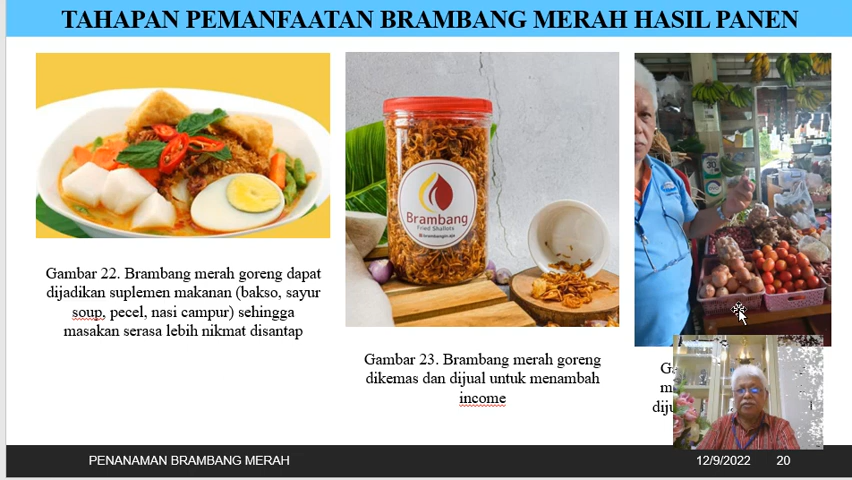 TAHAPAN PEMANFAATAN BRAMBANG MERAH HASIL PANEN
Gambar 22. Brambang merah goreng dapat
dijadikan suplemen makanan (bakso, sayur
soup, pecel, nasi campur) sehingga
masakan serasa lebih nikmat disantap
Brambang
Fried Shallots
Gambar 23. Brambang merah goreng
dikemas dan dijual untuk menambah
income
PENANAMAN BRAMBANG MERAH
12/9/2022
20